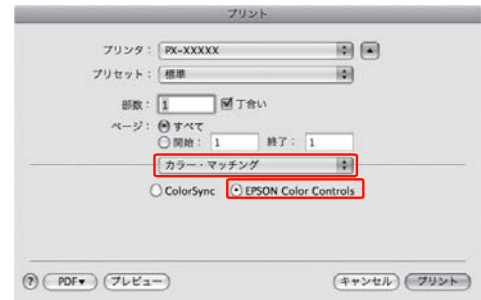 プリント
プリンタ： PX-XXXXX
プリセット： 標準
部数： 1 丁合い
ページ： すべて
開始： 1 終了： 1
カラー・マッチング
ColorSync EPSON Color Controls
? PDF▼ プレビュー キャンセル プリント